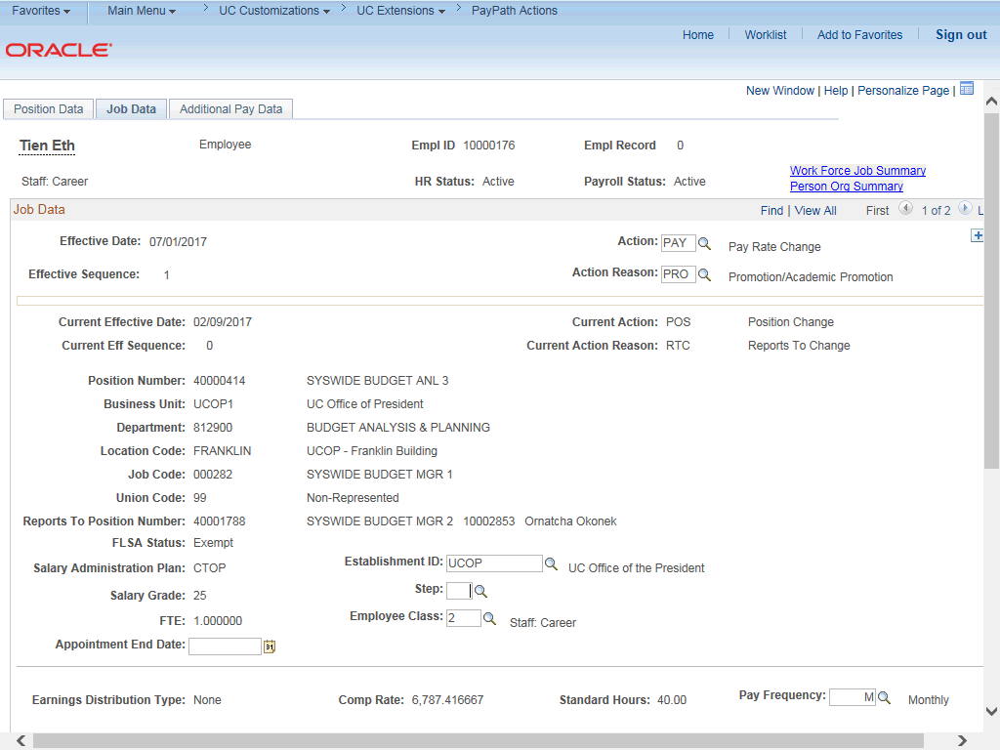 Favorites Main Menu > UC Customizations > UC Extensions > PayPath Actions
Home Worklist Add to Favorites Sign out
ORACLE
New Window | Help | Personalize Page |
Position Data Job Data Additional Pay Data
Tien Eth Employee Empl ID 10000176 Empl Record 0
Staff: Career HR Status: Active Payroll Status: Active Work Force Job Summary
Person Org Summary
Job Data Find | View All First 1 of 2 L
Effective Date: 07/01/2017 Action: PAY Pay Rate Change
Effective Sequence: 1 Action Reason: PRO Promotion/Academic Promotion
Current Effective Date: 02/09/2017 Current Action: POS Position Change
Current Eff Sequence: 0 Current Action Reason: RTC Reports To Change
Position Number: 40000414 SYSWIDE BUDGET ANL 3
Business Unit: UCOP1 UC Office of President
Department: 812900 BUDGET ANALYSIS & PLANNING
Location Code: FRANKLIN UCOP - Franklin Building
Job Code: 000282 SYSWIDE BUDGET MGR 1
Union Code: 99 Non-Represented
Reports To Position Number: 40001788 SYSWIDE BUDGET MGR 2 10002853 Ornatcha Okonek
FLSA Status: Exempt
Salary Administration Plan: CTOP Establishment ID: UCOP UC Office of the President
Salary Grade: 25 Step:
FTE: 1.000000 Employee Class: 2 Staff: Career
Appointment End Date: 31
Earnings Distribution Type: None Comp Rate: 6,787.416667 Standard Hours: 40.00 Pay Frequency: M Monthly